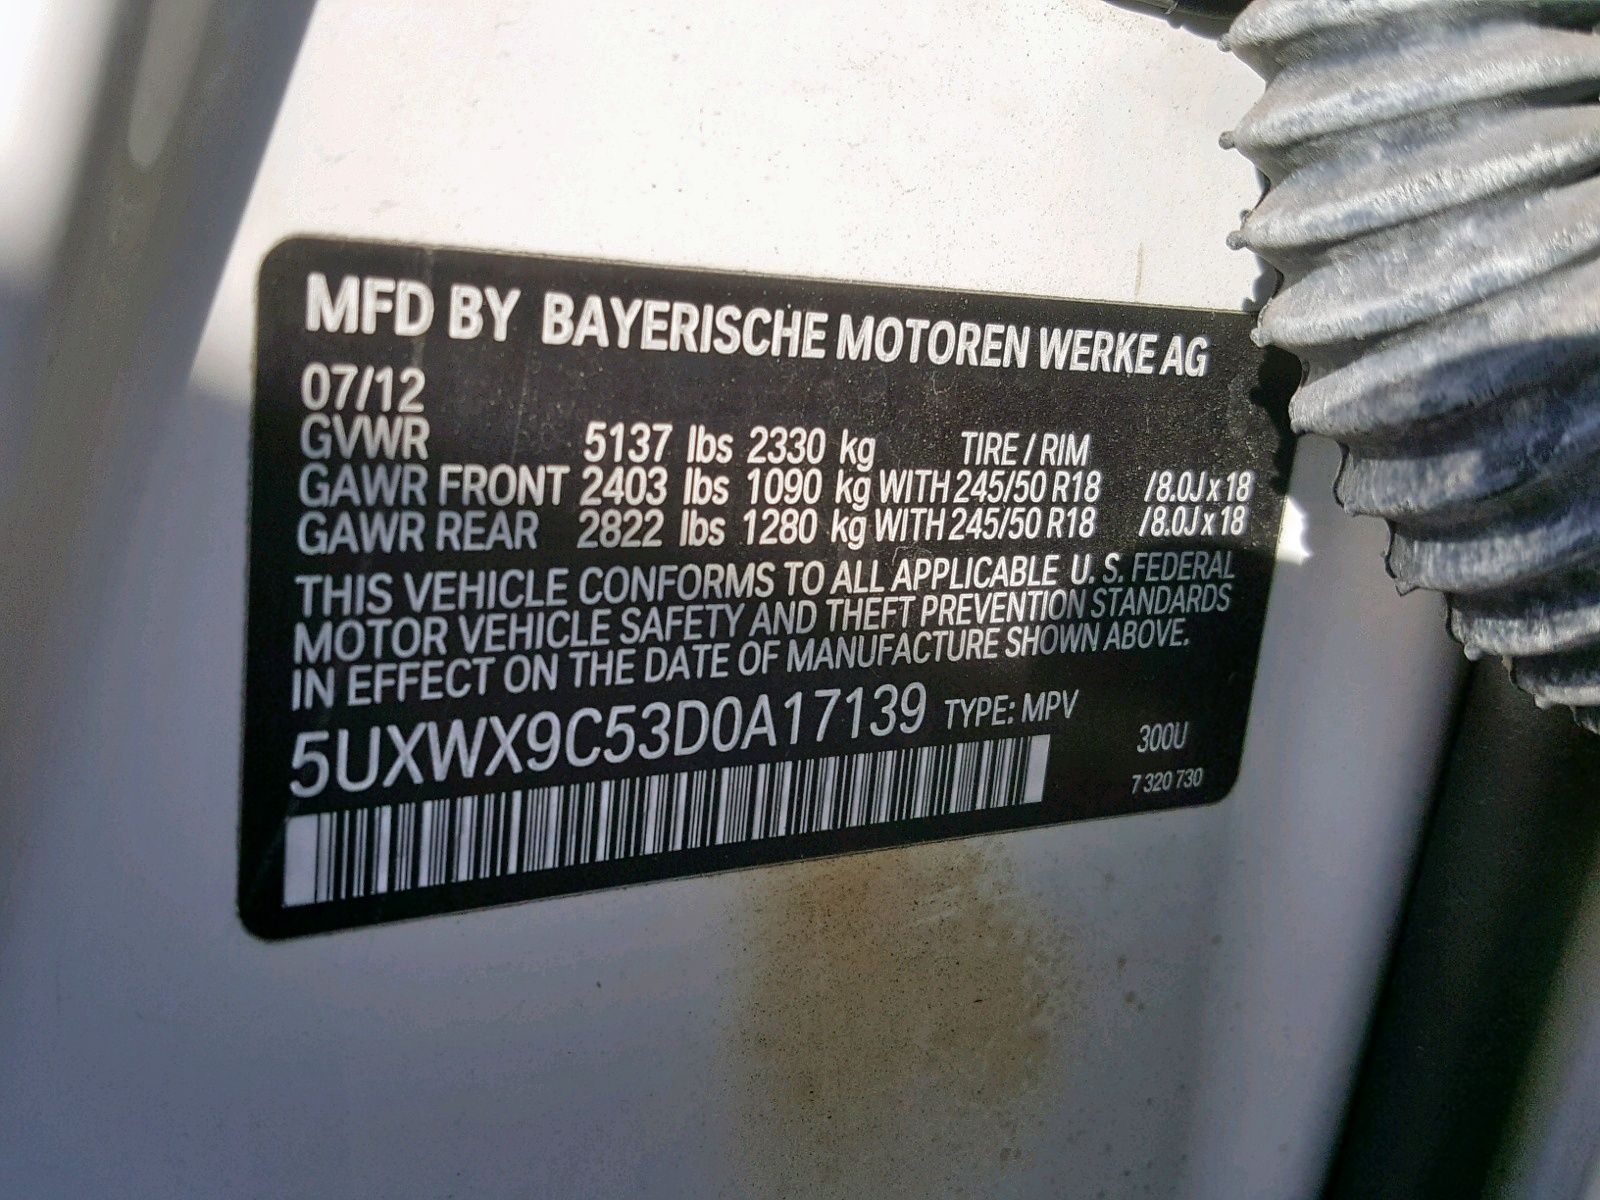 MFD BY BAYERISCHE MOTOREN WERKE AG
07/12
GVWR 5137 lbs 2330 kg TIRE / RIM
GAWR FRONT 2403 lbs 1090 kg WITH 245/50 R18 /8.0J x 18
GAWR REAR 2822 lbs 1280 kg WITH 245/50 R18 /8.0J x 18
THIS VEHICLE CONFORMS TO ALL APPLICABLE U. S. FEDERAL
MOTOR VEHICLE SAFETY AND THEFT PREVENTION STANDARDS
IN EFFECT ON THE DATE OF MANUFACTURE SHOWN ABOVE.
5UXWX9C53D0A17139 TYPE: MPV
300U
7 320 730